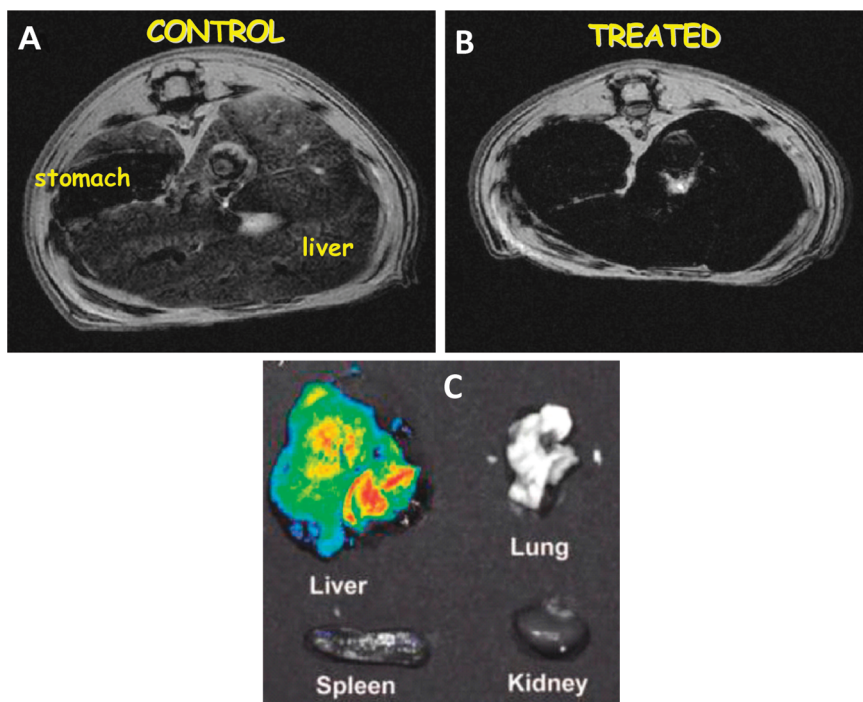 A
CONTROL
stomach
liver
B
TREATED
C
Liver
Lung
Spleen
Kidney